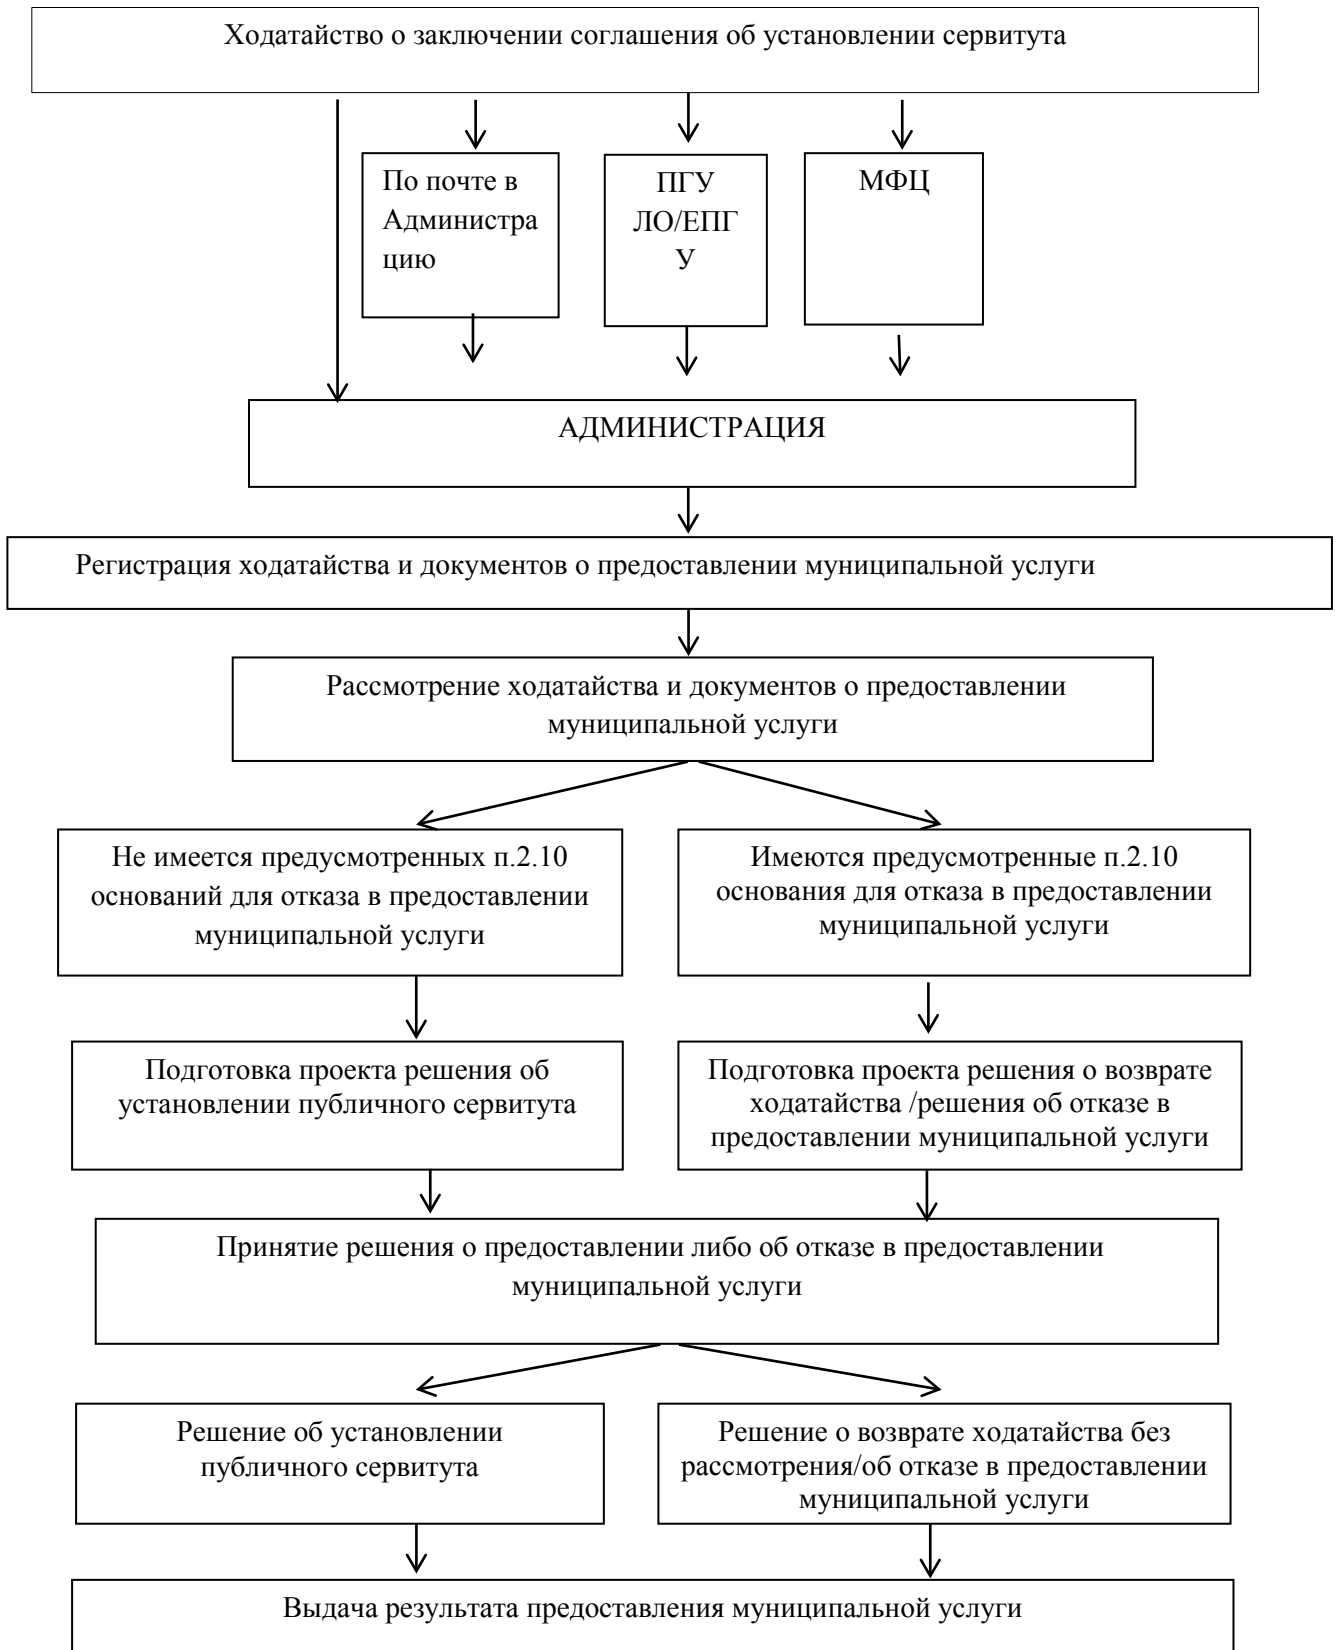 Ходатайство о заключении соглашения об установлении сервитута
По почте в
Администра
цию
ПГУ
ЛО/ЕПГ
У
МФЦ
АДМИНИСТРАЦИЯ
Регистрация ходатайства и документов о предоставлении муниципальной услуги
Рассмотрение ходатайства и документов о предоставлении
муниципальной услуги
Не имеется предусмотренных п.2.10
оснований для отказа в предоставлении
муниципальной услуги
Имеются предусмотренные п.2.10
основания для отказа в предоставлении
муниципальной услуги
Подготовка проекта решения об
установлении публичного сервитута
Подготовка проекта решения о возврате
ходатайства /решения об отказе в
предоставлении муниципальной услуги
Принятие решения о предоставлении либо об отказе в предоставлении
муниципальной услуги
Решение об установлении
публичного сервитута
Решение о возврате ходатайства без
рассмотрения/об отказе в предоставлении
муниципальной услуги
Выдача результата предоставления муниципальной услуги